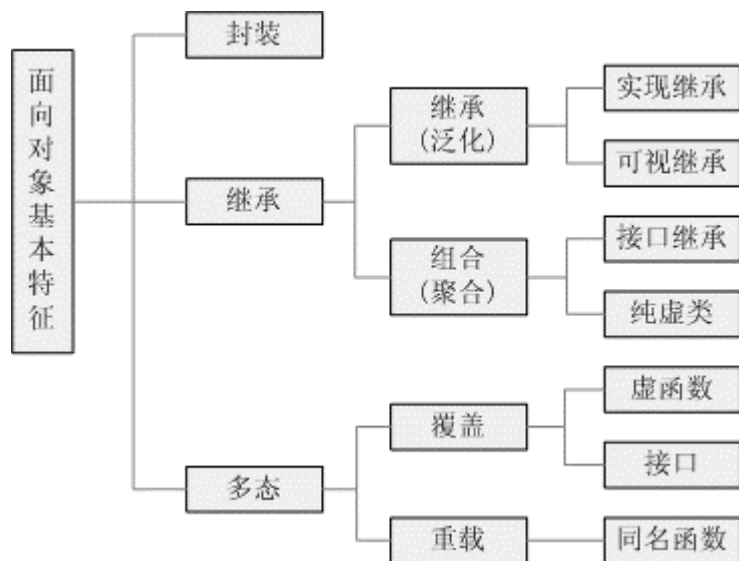 面向对象基本特征
封装
继承
继承
(泛化)
实现继承
可视继承
组合
(聚合)
接口继承
纯虚类
多态
覆盖
虚函数
接口
重载
同名函数